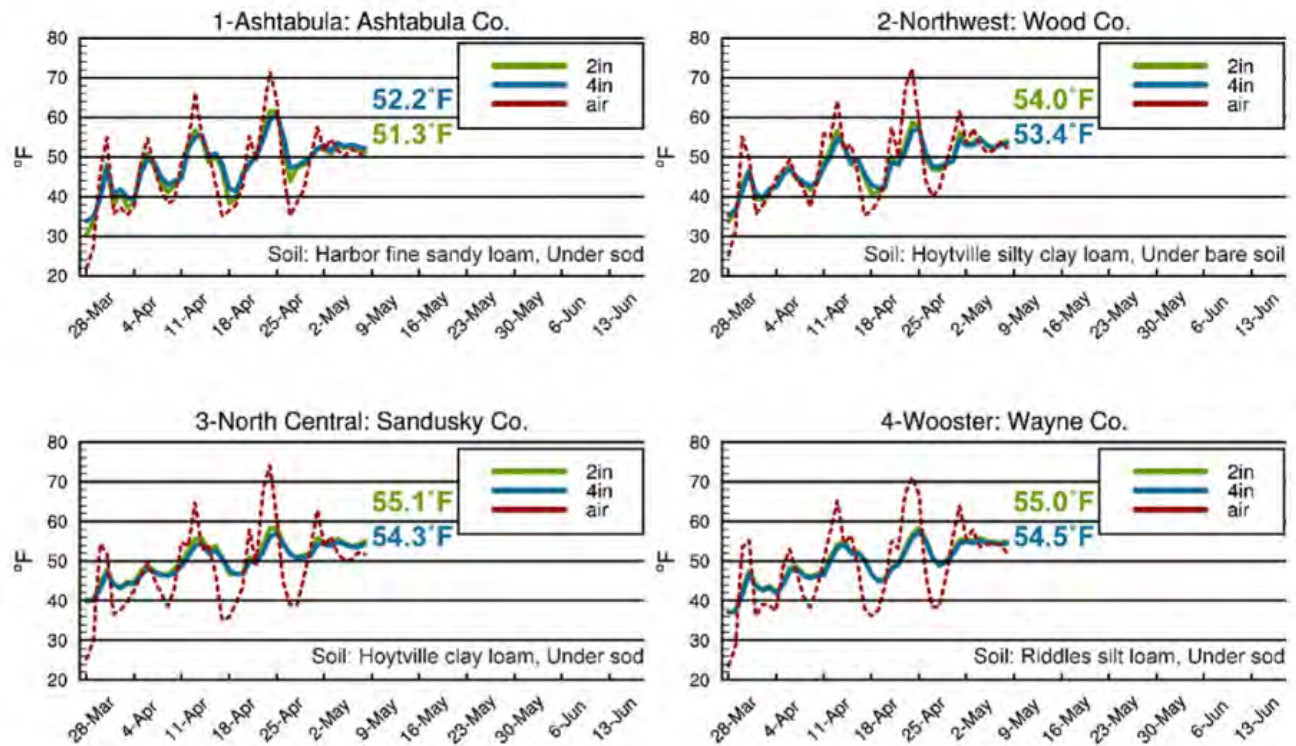 1-Ashtabula: Ashtabula Co.
80
70
60
50
40
30
20
°F
2in
4in
air
52.2°F
51.3°F
Soil: Harbor fine sandy loam, Under sod
28-Mar
4-Apr
11-Apr
18-Apr
25-Apr
2-May
9-May
16-May
23-May
30-May
6-Jun
13-Jun
2-Northwest: Wood Co.
80
70
60
50
40
30
20
°F
2in
4in
air
54.0°F
53.4°F
Soil: Hoytville silty clay loam, Under bare soil
28-Mar
4-Apr
11-Apr
18-Apr
25-Apr
2-May
9-May
16-May
23-May
30-May
6-Jun
13-Jun
3-North Central: Sandusky Co.
80
70
60
50
40
30
20
°F
2in
4in
air
55.1°F
54.3°F
Soil: Hoytville clay loam, Under sod
28-Mar
4-Apr
11-Apr
18-Apr
25-Apr
2-May
9-May
16-May
23-May
30-May
6-Jun
13-Jun
4-Wooster: Wayne Co.
80
70
60
50
40
30
20
°F
2in
4in
air
55.0°F
54.5°F
Soil: Riddles silt loam, Under sod
28-Mar
4-Apr
11-Apr
18-Apr
25-Apr
2-May
9-May
16-May
23-May
30-May
6-Jun
13-Jun